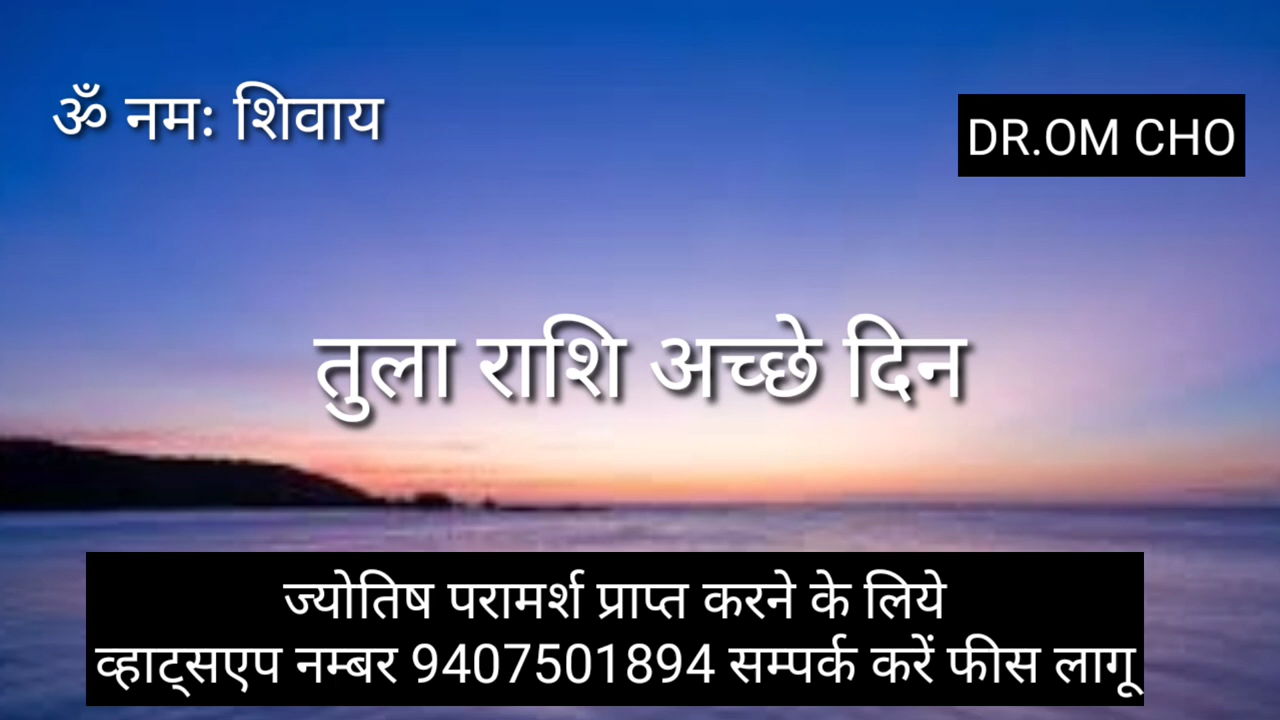 ॐ नमः शिवाय
DR.OM CHO
तुला राशि अच्छे दिन
ज्योतिष परामर्श प्राप्त करने के लिये
व्हाट्सएप नम्बर 9407501894 सम्पर्क करें फीस लागू